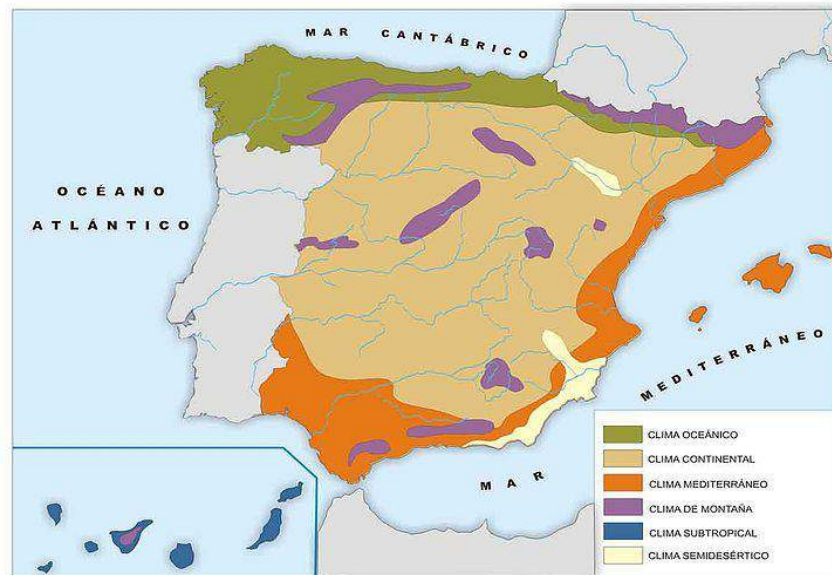 MAR CANTÁBRICO
OCÉANO
ATLÁNTICO
MAR MEDITERRÁNEO
CLIMA OCEÁNICO
CLIMA CONTINENTAL
CLIMA MEDITERRÁNEO
CLIMA DE MONTAÑA
CLIMA SUBTROPICAL
CLIMA SEMIDESÉRTICO